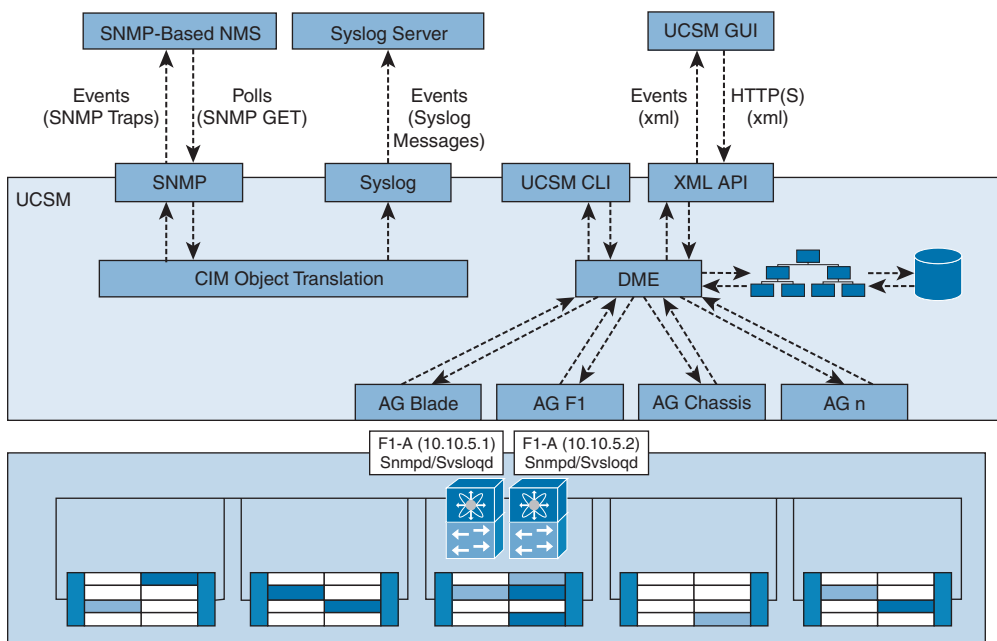 SNMP-Based NMS
Syslog Server
UCSM GUI
Events
(SNMP Traps)
Polls
(SNMP GET)
Events
(Syslog
Messages)
Events
(xml)
HTTP(S)
(xml)
SNMP
Syslog
UCSM CLI
XML API
UCSM
CIM Object Translation
DME
AG Blade
AG F1
AG Chassis
AG n
F1-A (10.10.5.1)
Snmpd/Svsloqd
F1-A (10.10.5.2)
Snmpd/Svsloqd